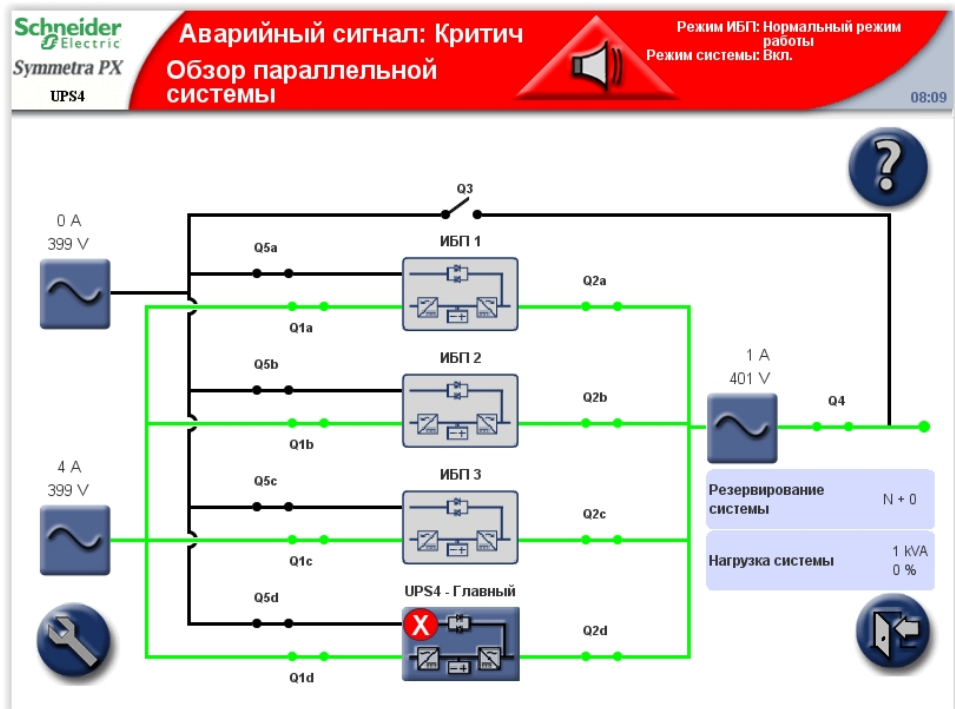 Schneider
Electric
Symmetra PX
UPS4
Аварийный сигнал: Критич
Обзор параллельной
системы
Режим ИБП: Нормальный режим
работы
Режим системы: Вкл.
08:09
?
Q3
0 A
399 V
Q5a
ИБП 1
Q2a
Q1a
Q5b
ИБП 2
Q2b
Q1b
1 A
401 V
Q4
4 A
399 V
Q5c
ИБП 3
Q2c
Q1c
Резервирование
системы
N + 0
Нагрузка системы
1 kVA
0 %
Q5d
UPS4 - Главный
X
Q2d
Q1d